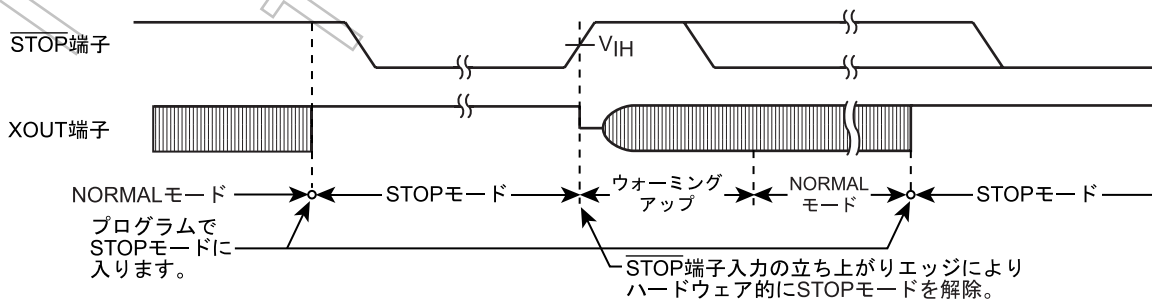 STOP端子
VIH
XOUT端子
NORMALモード
STOPモード
ウォーミング
アップ
NORMAL
モード
STOPモード
プログラムで
STOPモードに
入ります。
STOP端子入力の立ち上がりエッジにより
ハードウェア的にSTOPモードを解除。